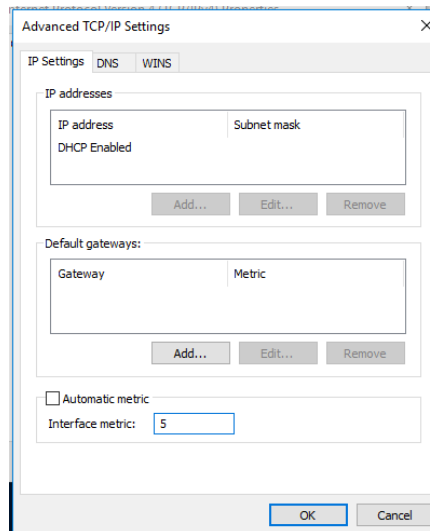 Advanced TCP/IP Settings
IP Settings DNS WINS
IP addresses
IP address Subnet mask
DHCP Enabled
Add... Edit... Remove
Default gateways:
Gateway Metric
Add... Edit... Remove
Automatic metric
Interface metric: 5
OK Cancel